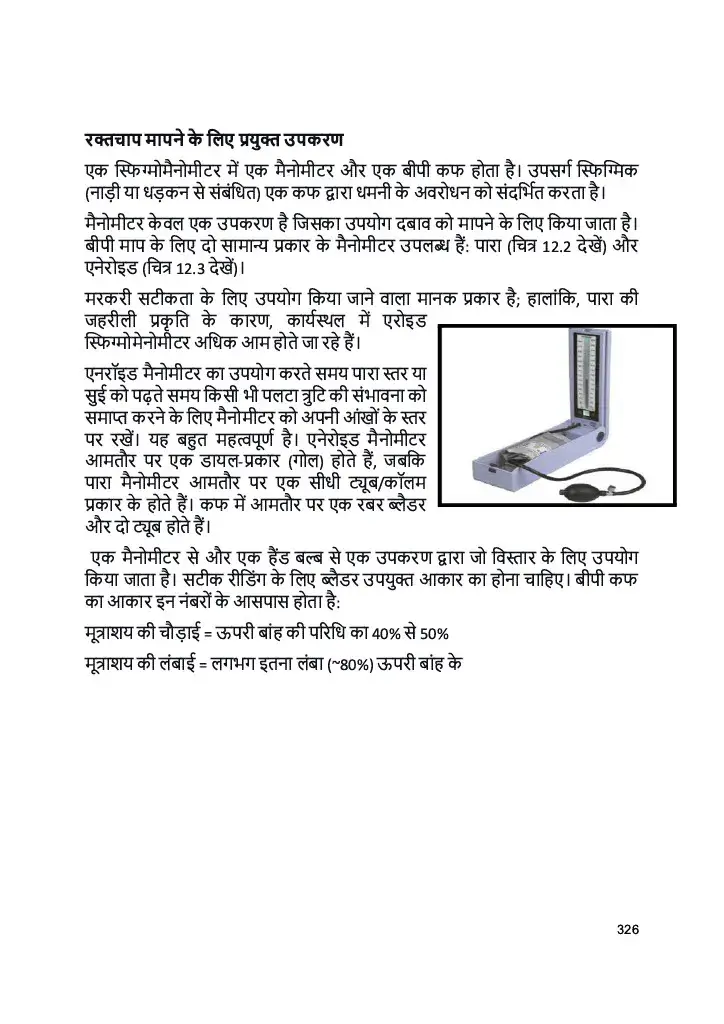 रक्तचाप मापने के लिए प्रयुक्त उपकरण
एक स्फिग्मोमैनोमीटर में एक मैनोमीटर और एक बीपी कफ होता है। उपसर्ग स्फिग्मिक
(नाड़ी या धड़कन से संबंधित) एक कफ द्वारा धमनी के अवरोधन को संदर्भित करता है।
मैनोमीटर केवल एक उपकरण है जिसका उपयोग दबाव को मापने के लिए किया जाता है।
बीपी माप के लिए दो सामान्य प्रकार के मैनोमीटर उपलब्ध हैं: पारा (चित्र 12.2 देखें) और
एनेरोइड (चित्र 12.3 देखें)।
मरकरी सटीकता के लिए उपयोग किया जाने वाला मानक प्रकार है; हालांकि, पारा की
जहरीली प्रकृति के कारण, कार्यस्थल में एरोइड
स्फिग्मोमेनोमीटर अधिक आम होते जा रहे हैं।
एनरॉइड मैनोमीटर का उपयोग करते समय पारा स्तर या
सुई को पढ़ते समय किसी भी पलटा त्रुटि की संभावना को
समाप्त करने के लिए मैनोमीटर को अपनी आंखों के स्तर
पर रखें। यह बहुत महत्वपूर्ण है। एनेरोइड मैनोमीटर
आमतौर पर एक डायल-प्रकार (गोल) होते हैं, जबकि
पारा मैनोमीटर आमतौर पर एक सीधी ट्यूब/कॉलम
प्रकार के होते हैं। कफ में आमतौर पर एक रबर ब्लैडर
और दो ट्यूब होते हैं।
एक मैनोमीटर से और एक हैंड बल्ब से एक उपकरण द्वारा जो विस्तार के लिए उपयोग
किया जाता है। सटीक रीडिंग के लिए ब्लैडर उपयुक्त आकार का होना चाहिए। बीपी कफ
का आकार इन नंबरों के आसपास होता है:
मूत्राशय की चौड़ाई = ऊपरी बांह की परिधि का 40% से 50%
मूत्राशय की लंबाई = लगभग इतना लंबा (~80%) ऊपरी बांह के
326